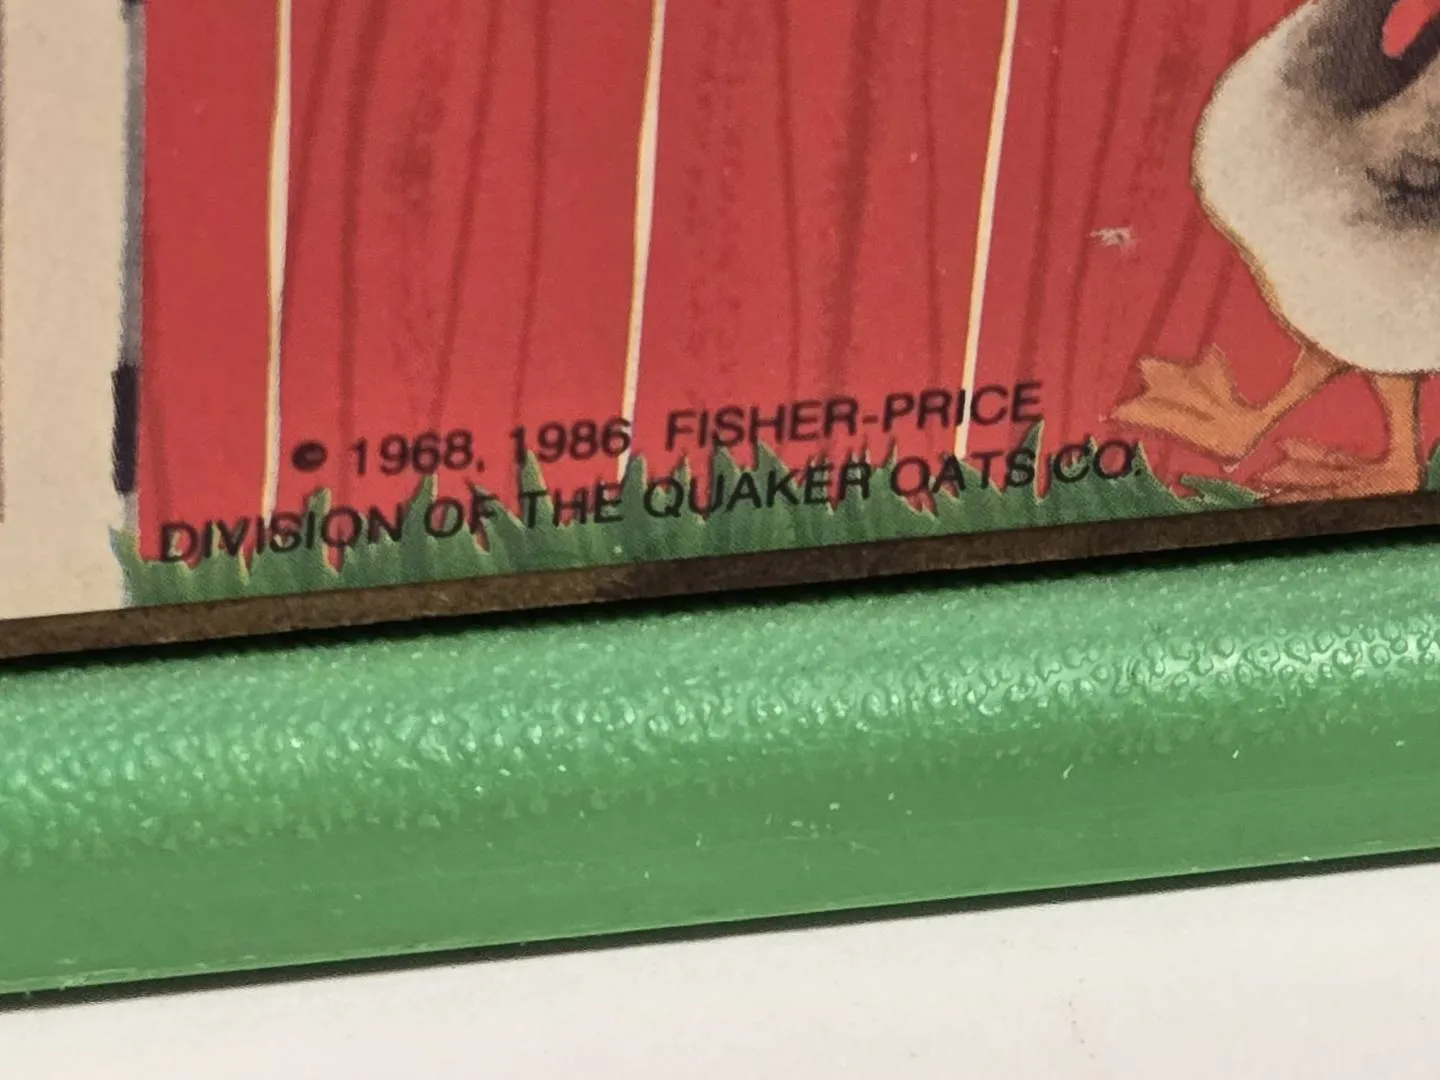 © 1968, 1986 FISHER-PRICE
DIVISION OF THE QUAKER OATS CO.